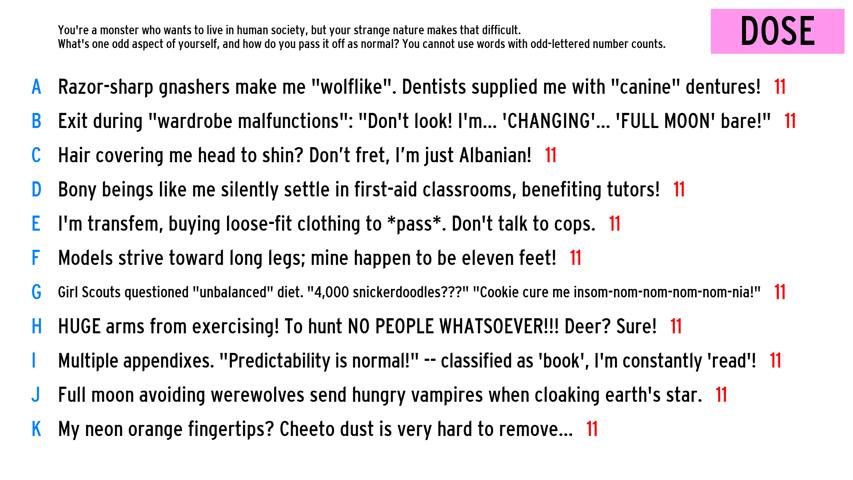 You're a monster who wants to live in human society, but your strange nature makes that difficult.
What's one odd aspect of yourself, and how do you pass it off as normal? You cannot use words with odd-lettered number counts.
DOSE
A Razor-sharp gnashers make me "wolflike". Dentists supplied me with "canine" dentures! 11
B Exit during "wardrobe malfunctions": "Don't look! I'm... 'CHANGING'... 'FULL MOON' bare!" 11
C Hair covering me head to shin? Don’t fret, I’m just Albanian! 11
D Bony beings like me silently settle in first-aid classrooms, benefiting tutors! 11
E I'm transfem, buying loose-fit clothing to *pass*. Don't talk to cops. 11
F Models strive toward long legs; mine happen to be eleven feet! 11
G Girl Scouts questioned "unbalanced" diet. "4,000 snickerdoodles???" "Cookie cure me insom-nom-nom-nom-nom-nia!" 11
H HUGE arms from exercising! To hunt NO PEOPLE WHATSOEVER!!! Deer? Sure! 11
I Multiple appendixes. "Predictability is normal!" -- classified as 'book', I'm constantly 'read'! 11
J Full moon avoiding werewolves send hungry vampires when cloaking earth's star. 11
K My neon orange fingertips? Cheeto dust is very hard to remove... 11